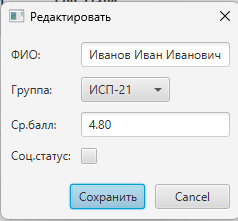 Редактировать
ФИО: Иванов Иван Иванович
Группа: ИСП-21
Ср.балл: 4.80
Соц.статус:
Сохранить Cancel